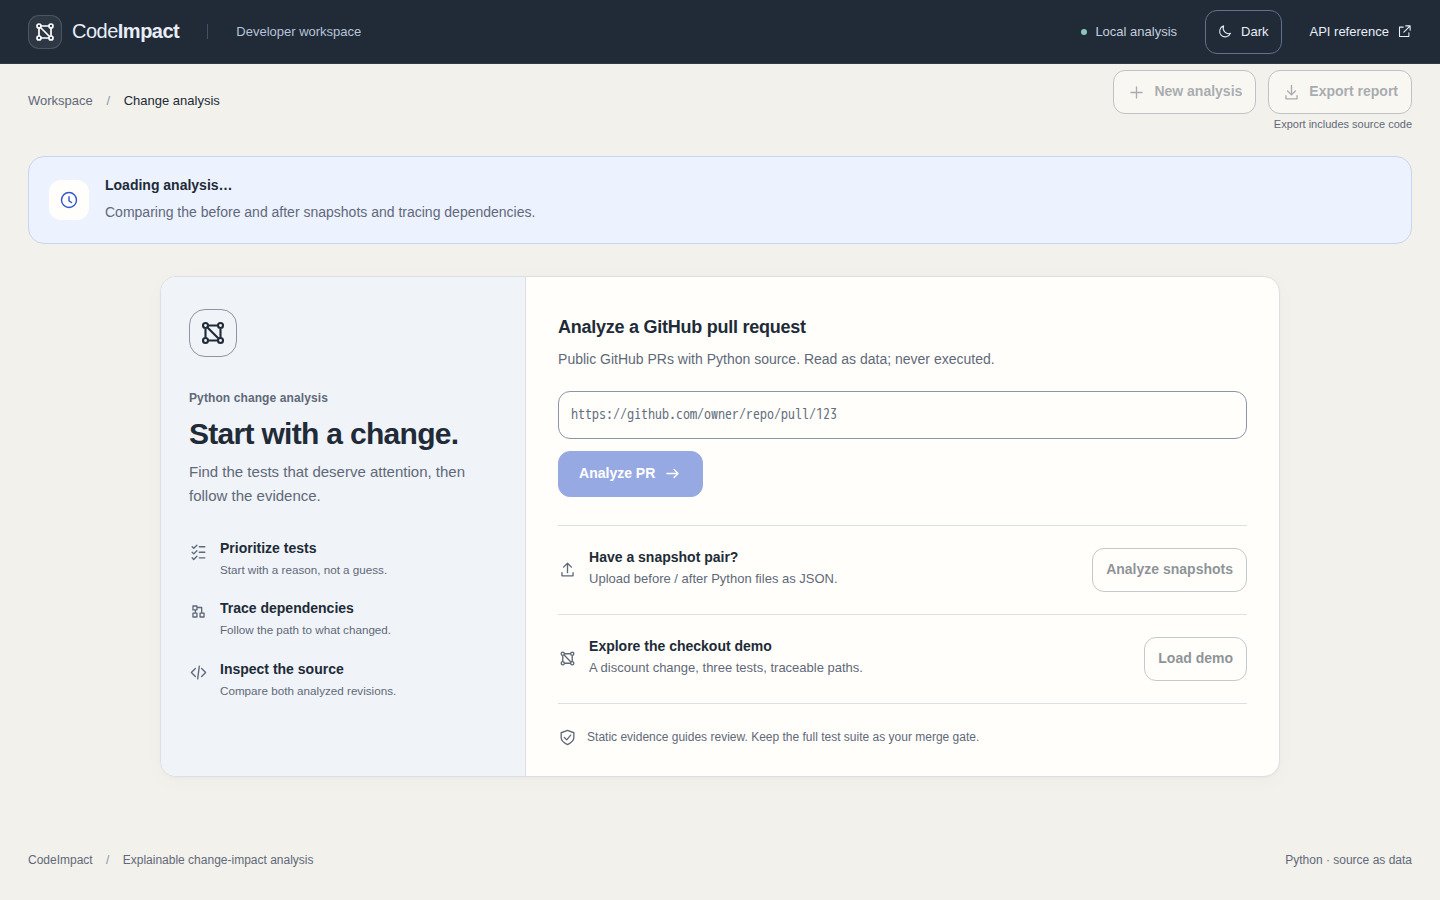 CodeImpact
Developer workspace
Local analysis
Dark
API reference
Workspace / Change analysis
New analysis
Export report
Export includes source code
Loading analysis…
Comparing the before and after snapshots and tracing dependencies.
Python change analysis
Start with a change.
Find the tests that deserve attention, then
follow the evidence.
Prioritize tests
Start with a reason, not a guess.
Trace dependencies
Follow the path to what changed.
Inspect the source
Compare both analyzed revisions.
Analyze a GitHub pull request
Public GitHub PRs with Python source. Read as data; never executed.
https://github.com/owner/repo/pull/123
Analyze PR
Have a snapshot pair?
Upload before / after Python files as JSON.
Analyze snapshots
Explore the checkout demo
A discount change, three tests, traceable paths.
Load demo
Static evidence guides review. Keep the full test suite as your merge gate.
CodeImpact / Explainable change-impact analysis
Python · source as data